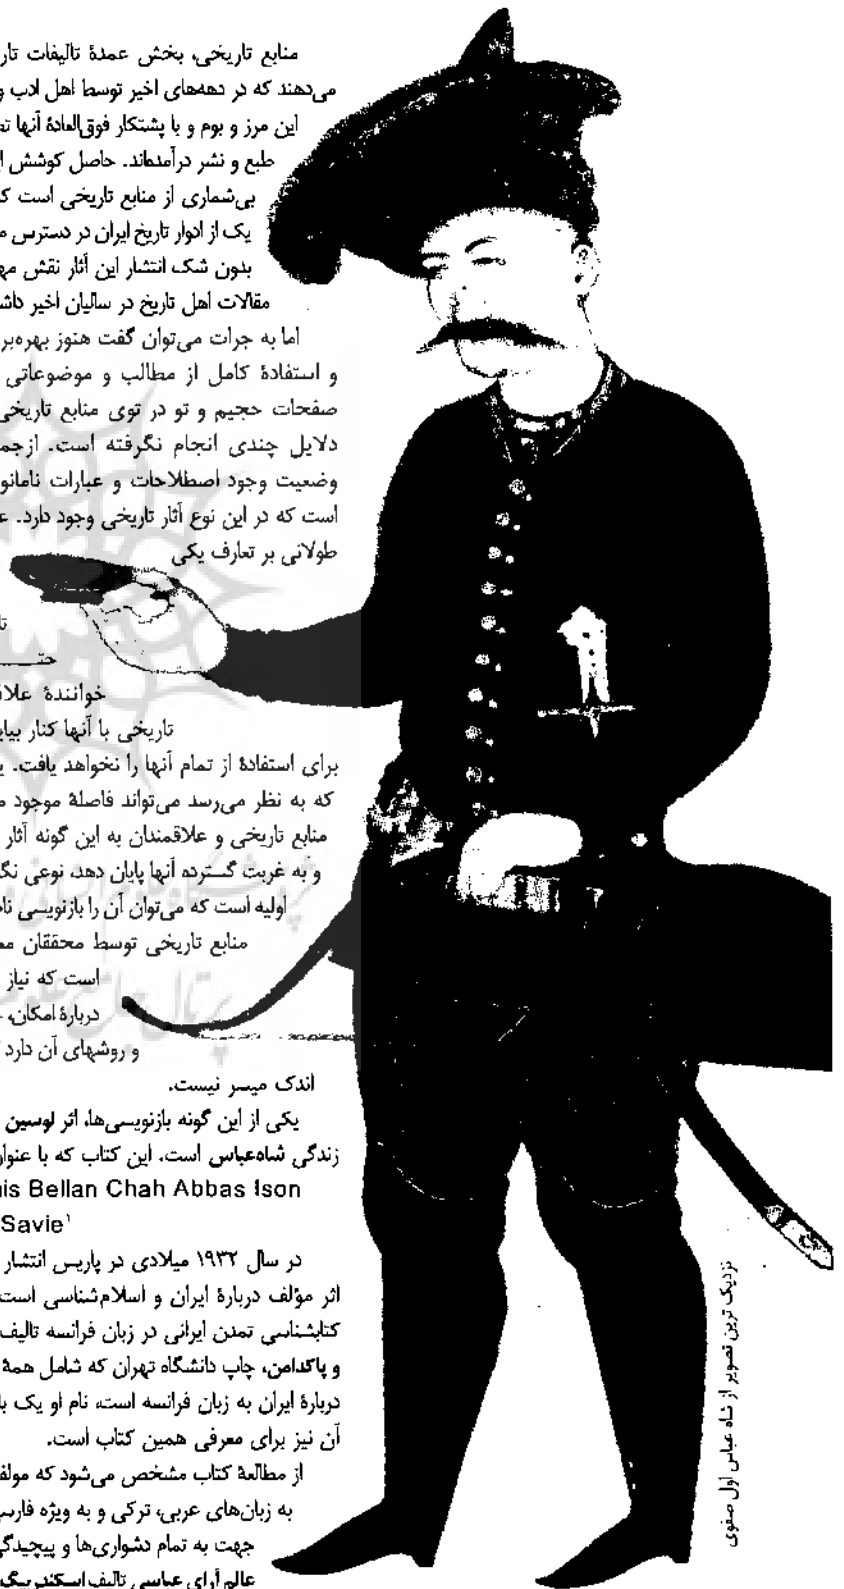 منابع تاریخی، بخش عمدهٔ تالیفات تار
می‌دهند که در دهه‌های اخیر توسط اهل ادب و
این مرز و بوم و با پشتکار فوق‌العادهٔ آنها تص
طبع و نشر درآمده‌اند. حاصل کوشش ا
بی‌شماری از منابع تاریخی است که
یک از ادوار تاریخ ایران در دسترس م
بدون شک انتشار این آثار نقش مه
مقالات اهل تاریخ در سالیان اخیر داش
اما به جرات می‌توان گفت هنوز بهره‌بر
و استفادهٔ کامل از مطالب و موضوعاتی
صفحات حجیم و تو در توی منابع تاریخی
دلایل چندی انجام نگرفته است. ازجم
وضعیت وجود اصطلاحات و عبارات نامانو
است که در این نوع آثار تاریخی وجود دارد. ع
طولانی بر تعارف یکی
تا
حتـــ
خوانندهٔ علاق
تاریخی با آنها کنار بیای
برای استفادهٔ از تمام آنها را نخواهد یافت. ی
که به نظر می‌رسد می‌تواند فاصلهٔ موجود م
منابع تاریخی و علاقمندان به این گونه آثار
و به غربت گسترده آنها پایان دهد، نوعی نگ
اولیه است که می‌توان آن را بازنویسی نام
منابع تاریخی توسط محققان مع
است که نیاز
دربارهٔ امکان،
و روشهای آن دارد
اندک میسر نیست.
یکی از این گونه بازنویسی‌ها، اثر لوسین
زندگی شاه‌عباس است. این کتاب که با عنوان
uis Bellan Chah Abbas Ison
Savie¹
در سال ۱۹۳۲ میلادی در پاریس انتشار
اثر مؤلف دربارهٔ ایران و اسلام‌شناسی است
کتابشناسی تمدن ایرانی در زبان فرانسه تالیف
و پاکدامن، چاپ دانشگاه تهران که شامل همهٔ
دربارهٔ ایران به زبان فرانسه است، نام او یک با
آن نیز برای معرفی همین کتاب است.
از مطالعهٔ کتاب مشخص می‌شود که مولف
به زبان‌های عربی، ترکی و به ویژه فارسی
جهت به تمام دشواری‌ها و پیچیدگی
عالم آرای عباسی تالیف اسکندربیگ
نزدیک ترین تصویر از شاه عباس اول صفوی